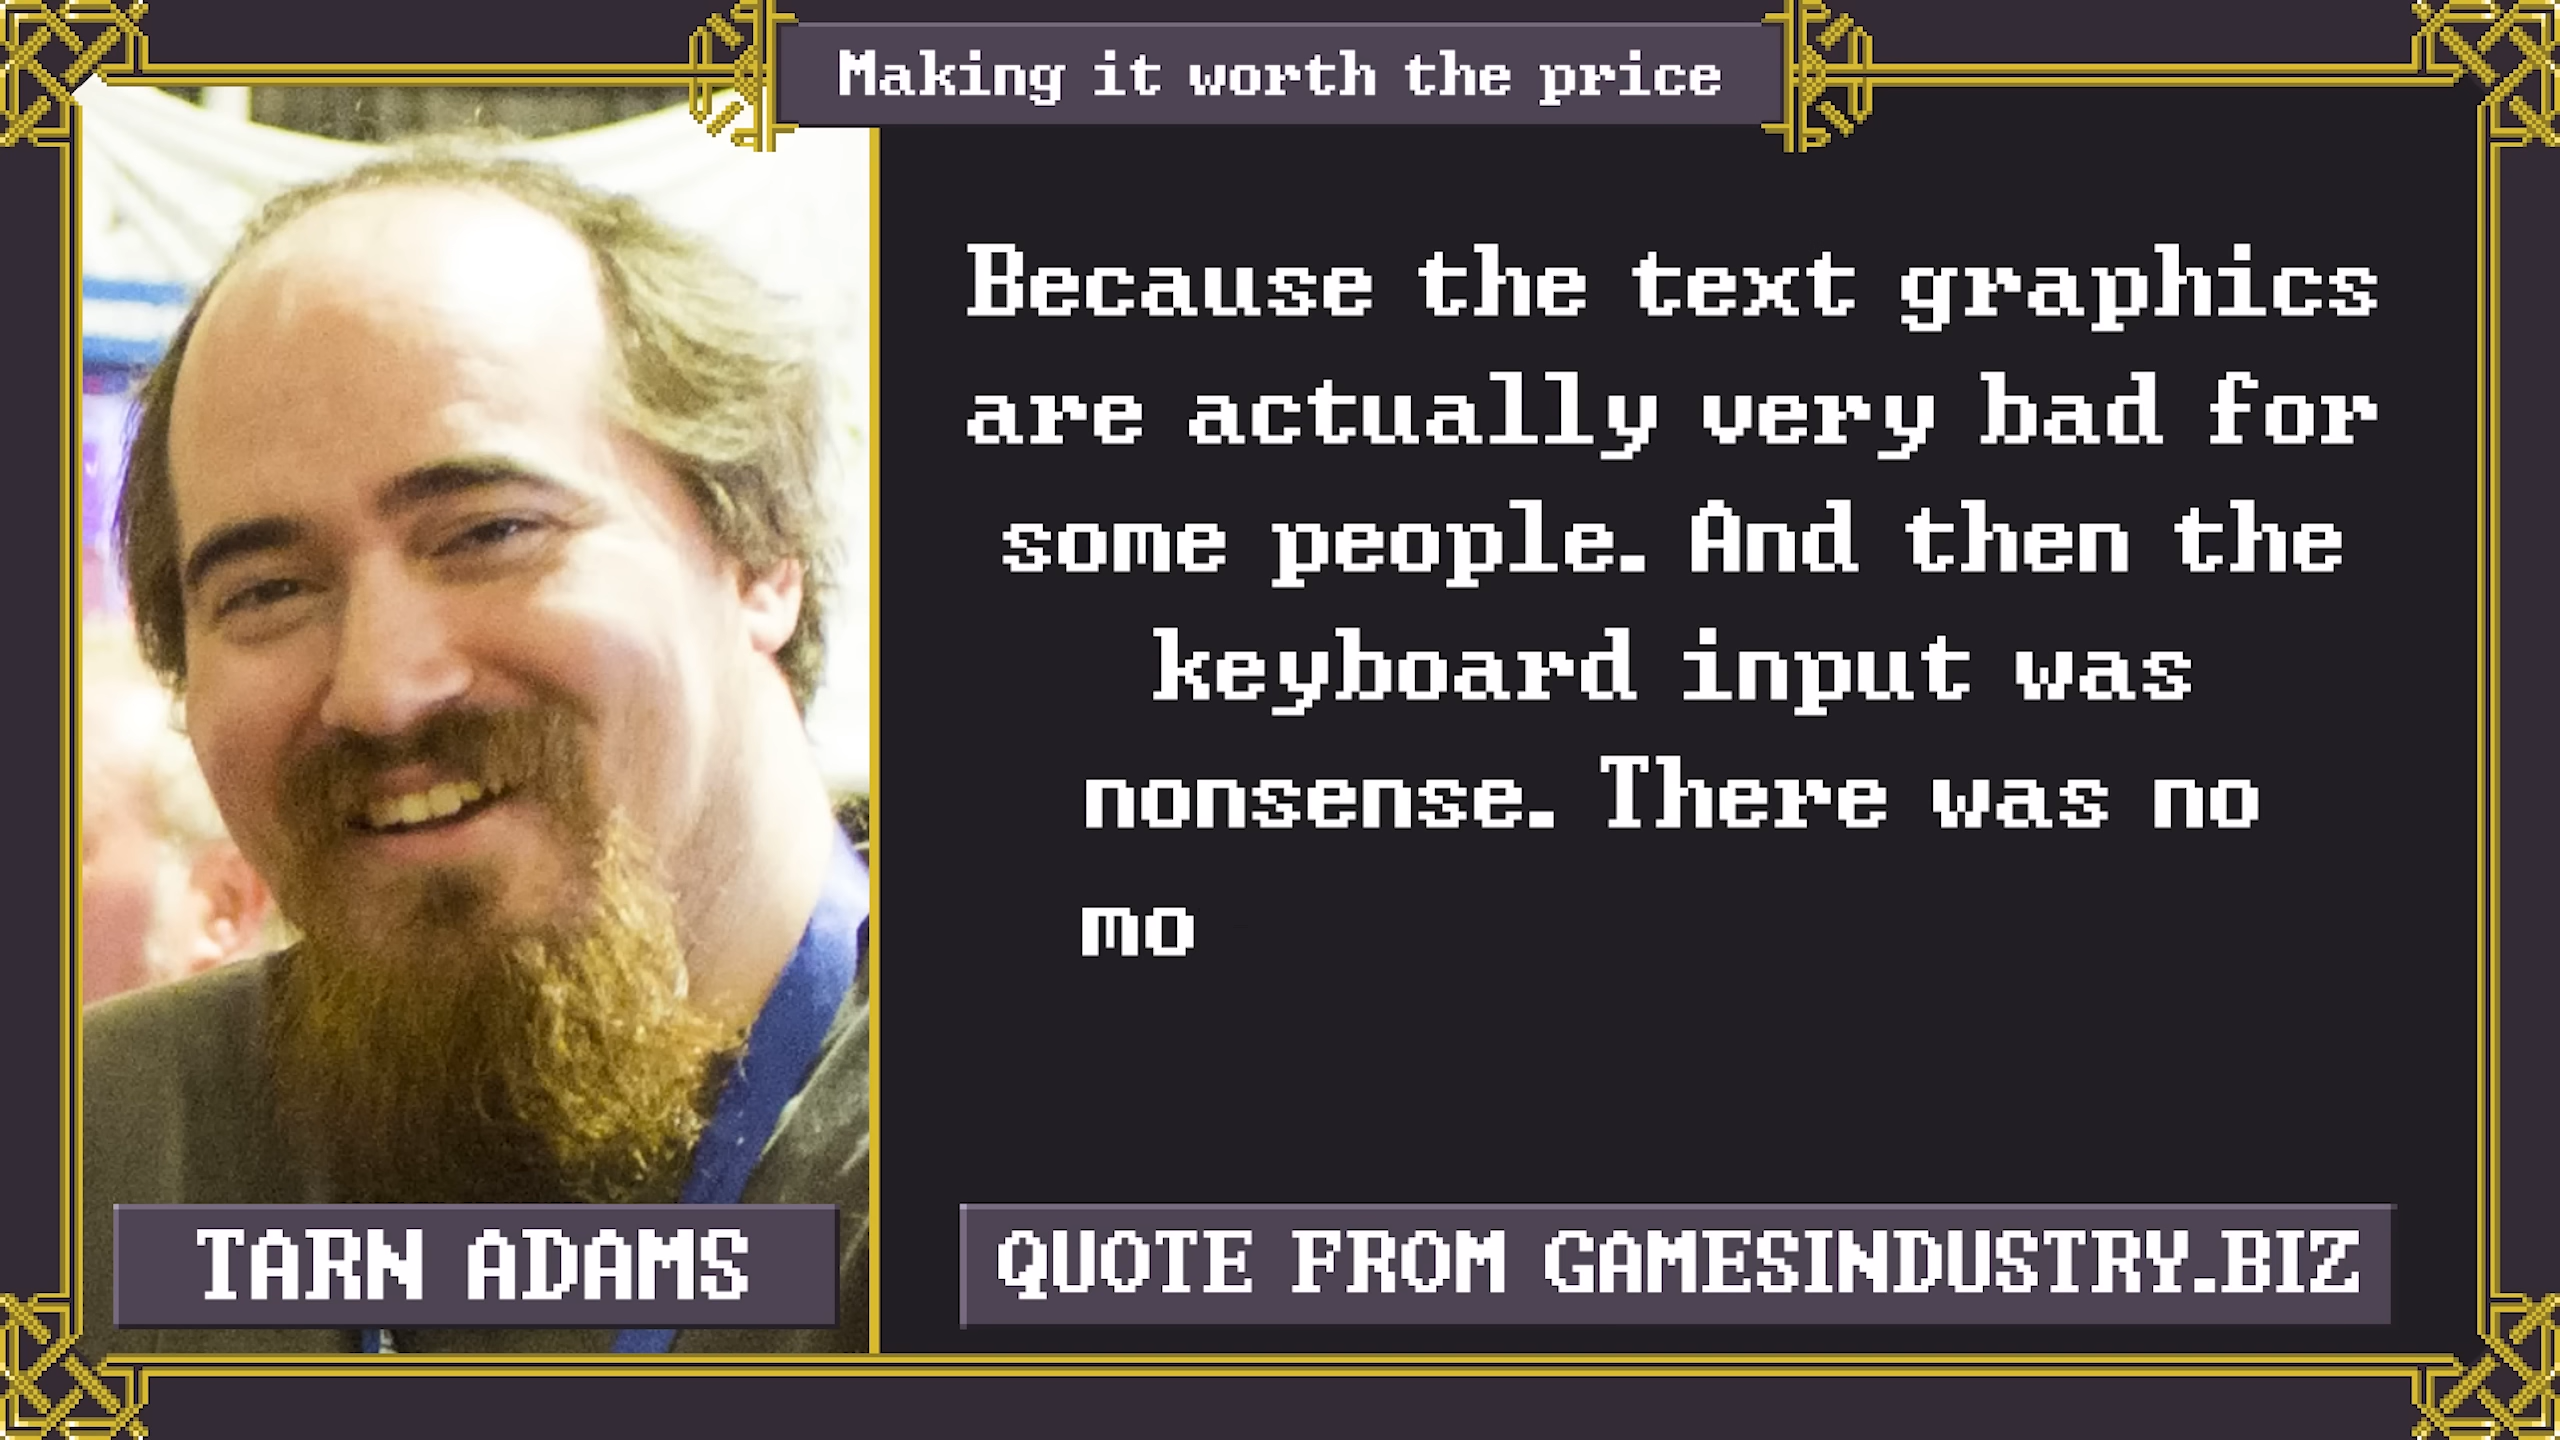 Making it worth the price
Because the text graphics
are actually very bad for
some people. And then the
keyboard input was
nonsense. There was no
mo
TARN ADAMS
QUOTE FROM GAMESINDUSTRY.BIZ